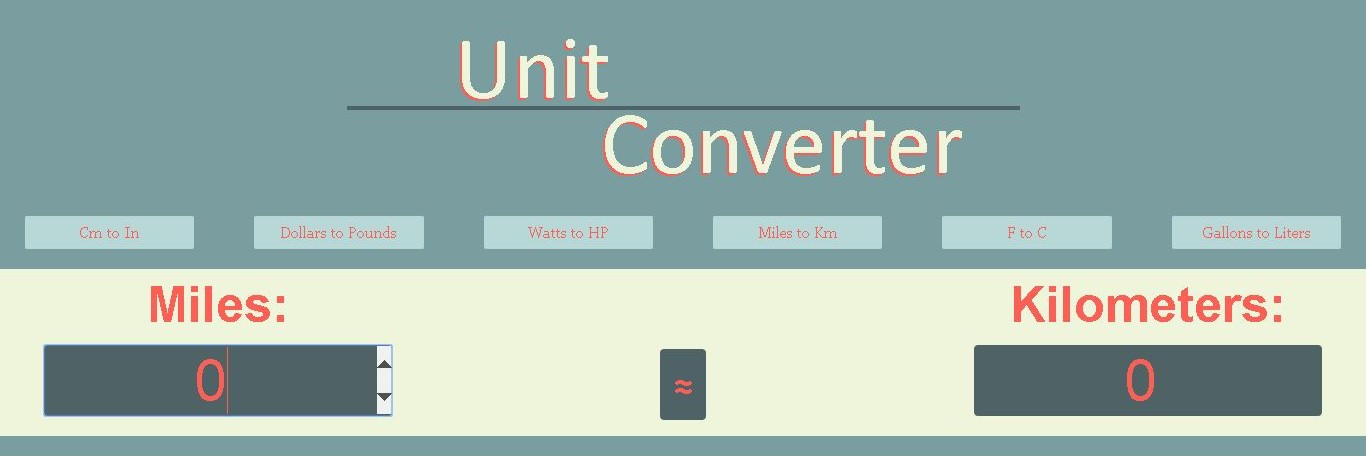 Unit
Converter
Cm to In
Dollars to Pounds
Watts to HP
Miles to Km
F to C
Gallons to Liters
Miles:
Kilometers:
0
≈
0